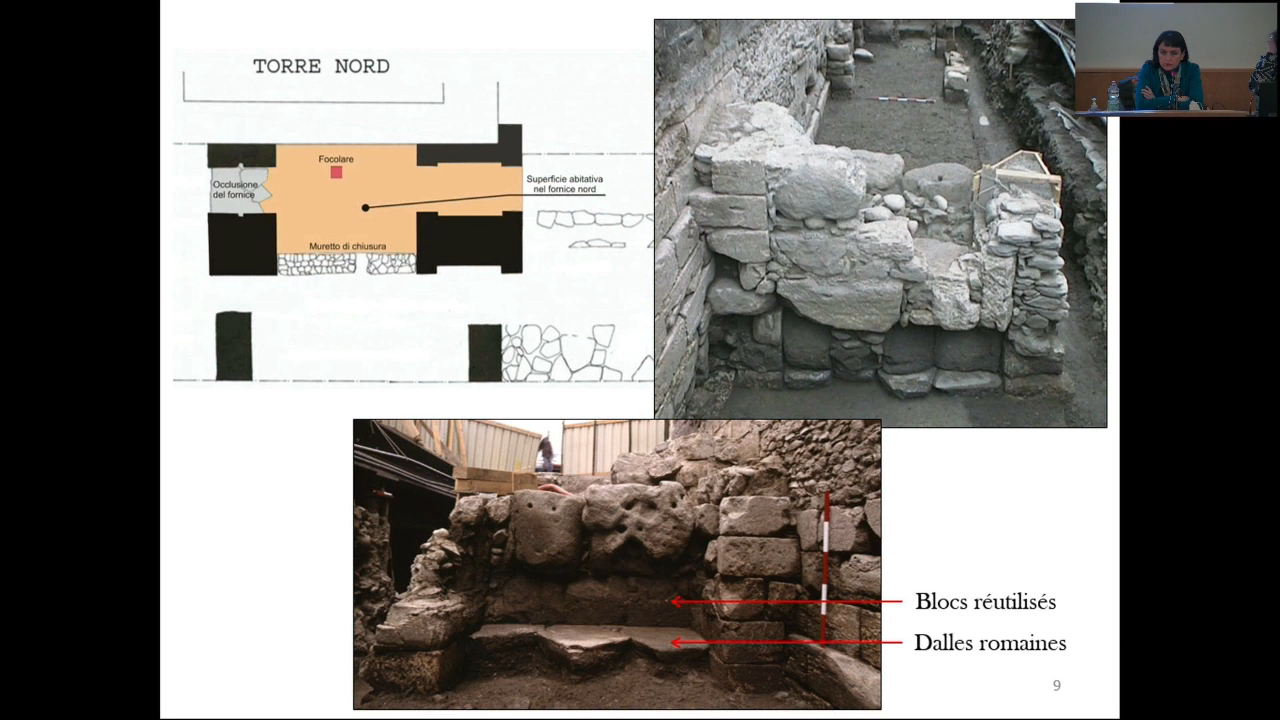 TORRE NORD
Focolare
Occlusione
del fornice
Superficie abitativa
nel fornice nord
Muretto di chiusura
Blocs réutilisés
Dalles romaines
9